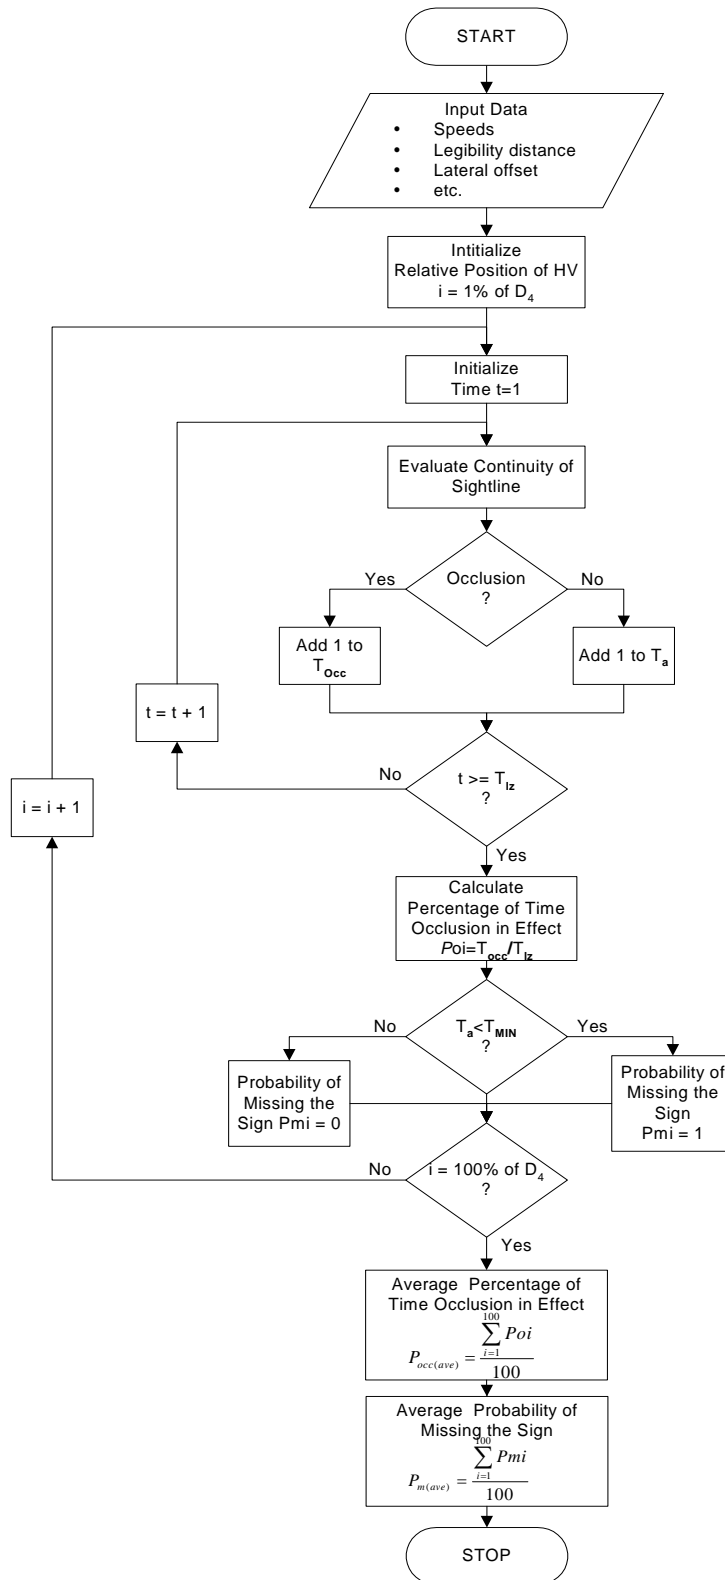 START
Input Data
• Speeds
• Legibility distance
• Lateral offset
• etc.
Intitialize
Relative Position of HV
i = 1% of D4
Initialize
Time t=1
Evaluate Continuity of
Sightline
Occlusion
?
Yes
No
Add 1 to
TOcc
Add 1 to Ta
t = t + 1
i = i + 1
t >= Tlz
?
No
Yes
Calculate
Percentage of Time
Occlusion in Effect
Poi=Tocc/Tlz
Ta<TMIN
?
No
Yes
Probability of
Missing the
Sign Pmi = 0
Probability of
Missing the
Sign
Pmi = 1
i = 100% of D4
?
No
Yes
Average Percentage of
Time Occlusion in Effect
Pocc(ave) = ∑_{i=1}^{100} Poi / 100
Average Probability of
Missing the Sign
Pm(ave) = ∑_{i=1}^{100} Pmi / 100
STOP